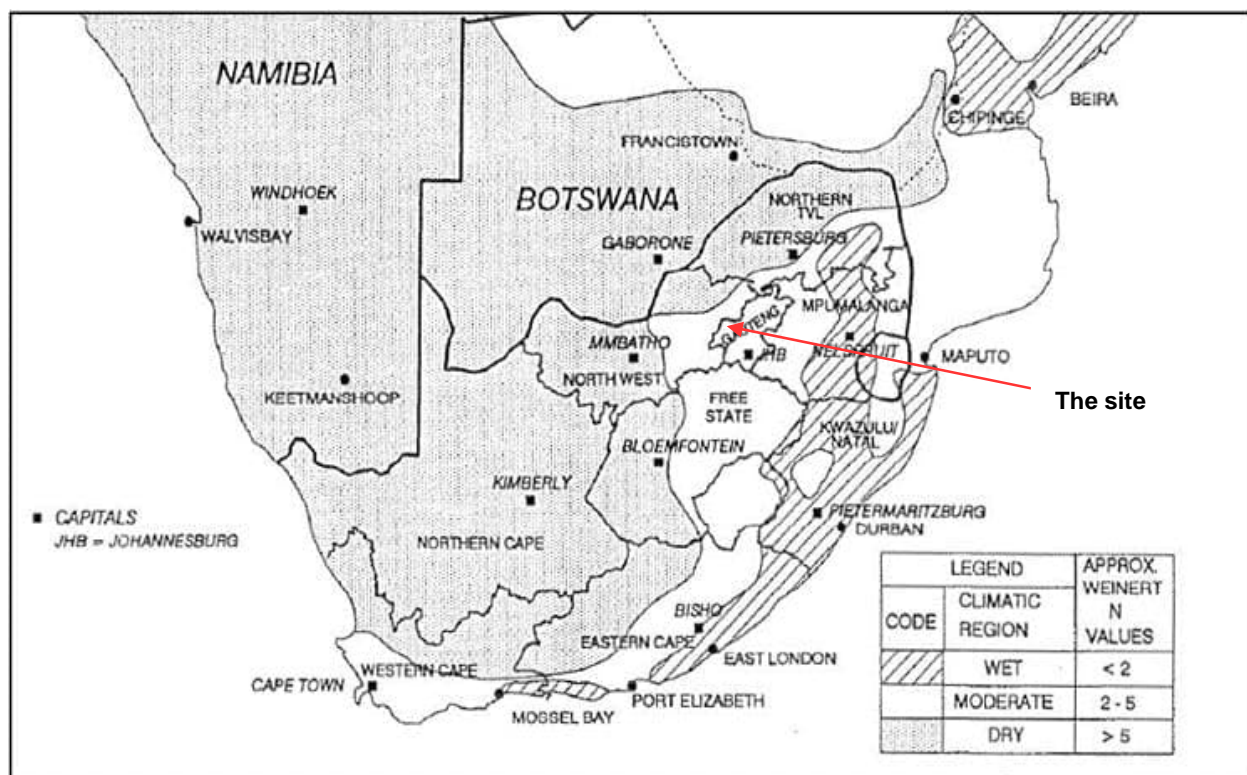 NAMIBIA
BEIRA
CHIPINGE
FRANCISTOWN
WINDHOEK
BOTSWANA
NORTHERN
TVL
WALVISBAY
GABORONE
PIETERSBURG
MPUMALANGA
GAUTENG
MMBATHO
JHB
NELSPRUIT
MAPUTO
NORTH WEST
KEETMANSHOOP
The site
FREE
STATE
KWAZULU/
NATAL
BLOEMFONTEIN
KIMBERLY
CAPITALS
JHB = JOHANNESBURG
PIETERMARITZBURG
DURBAN
NORTHERN CAPE
BISHO
EASTERN CAPE
EAST LONDON
WESTERN CAPE
CAPE TOWN
PORT ELIZABETH
MOSSEL BAY
LEGEND
APPROX.
WEINERT
N
VALUES
CODE
CLIMATIC
REGION
WET
< 2
MODERATE
2 - 5
DRY
> 5